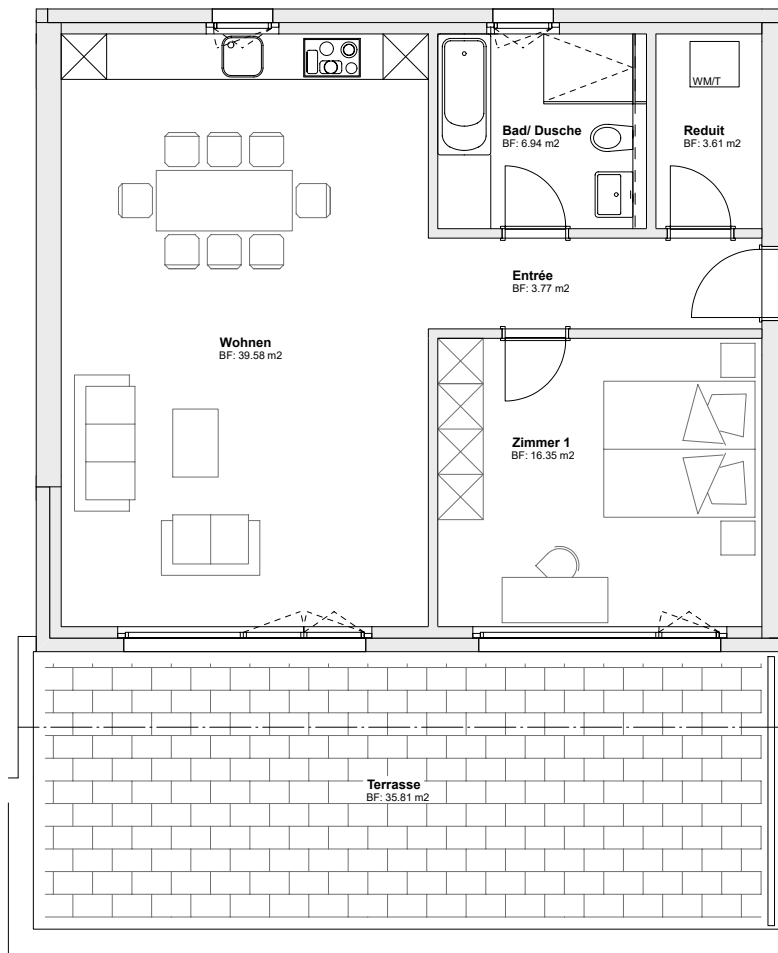 WM/T
Bad/ Dusche
BF: 6.94 m2
Reduit
BF: 3.61 m2
Entrée
BF: 3.77 m2
Wohnen
BF: 39.58 m2
Zimmer 1
BF: 16.35 m2
Terrasse
BF: 35.81 m2